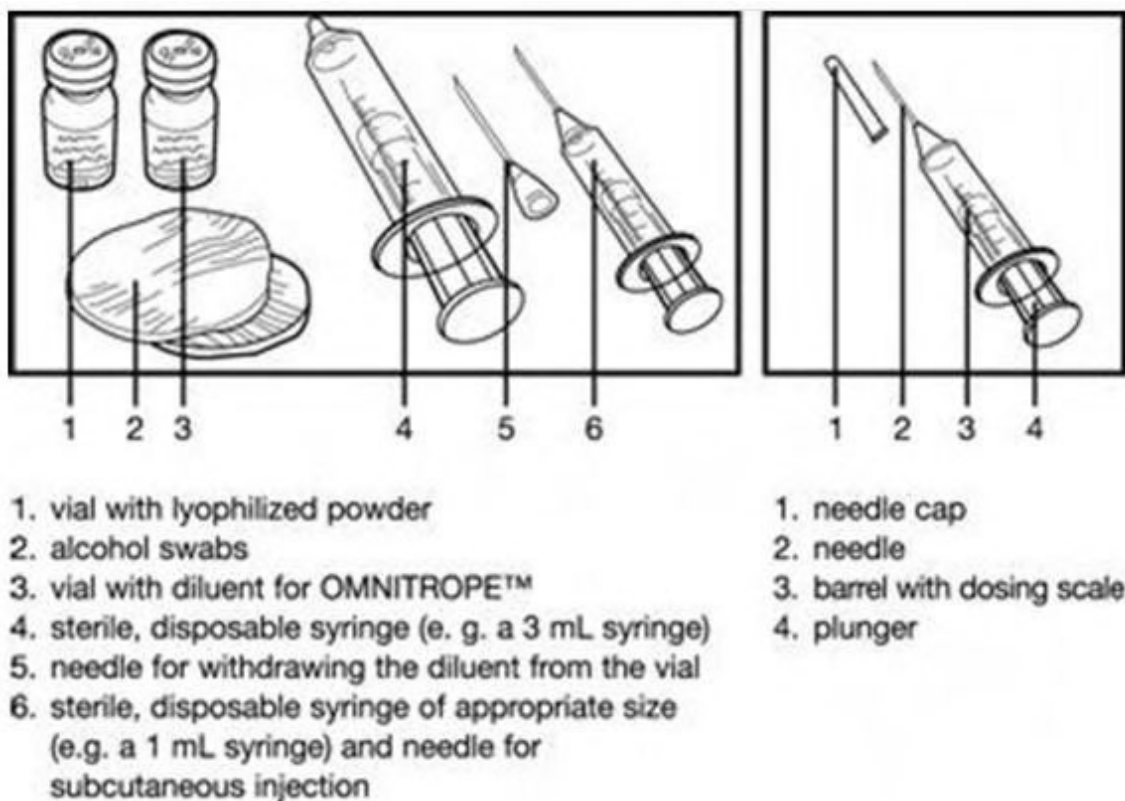 1 2 3 4 5 6
1. vial with lyophilized powder
2. alcohol swabs
3. vial with diluent for OMNITROPE™
4. sterile, disposable syringe (e. g. a 3 mL syringe)
5. needle for withdrawing the diluent from the vial
6. sterile, disposable syringe of appropriate size
(e.g. a 1 mL syringe) and needle for
subcutaneous injection
1 2 3 4
1. needle cap
2. needle
3. barrel with dosing scale
4. plunger